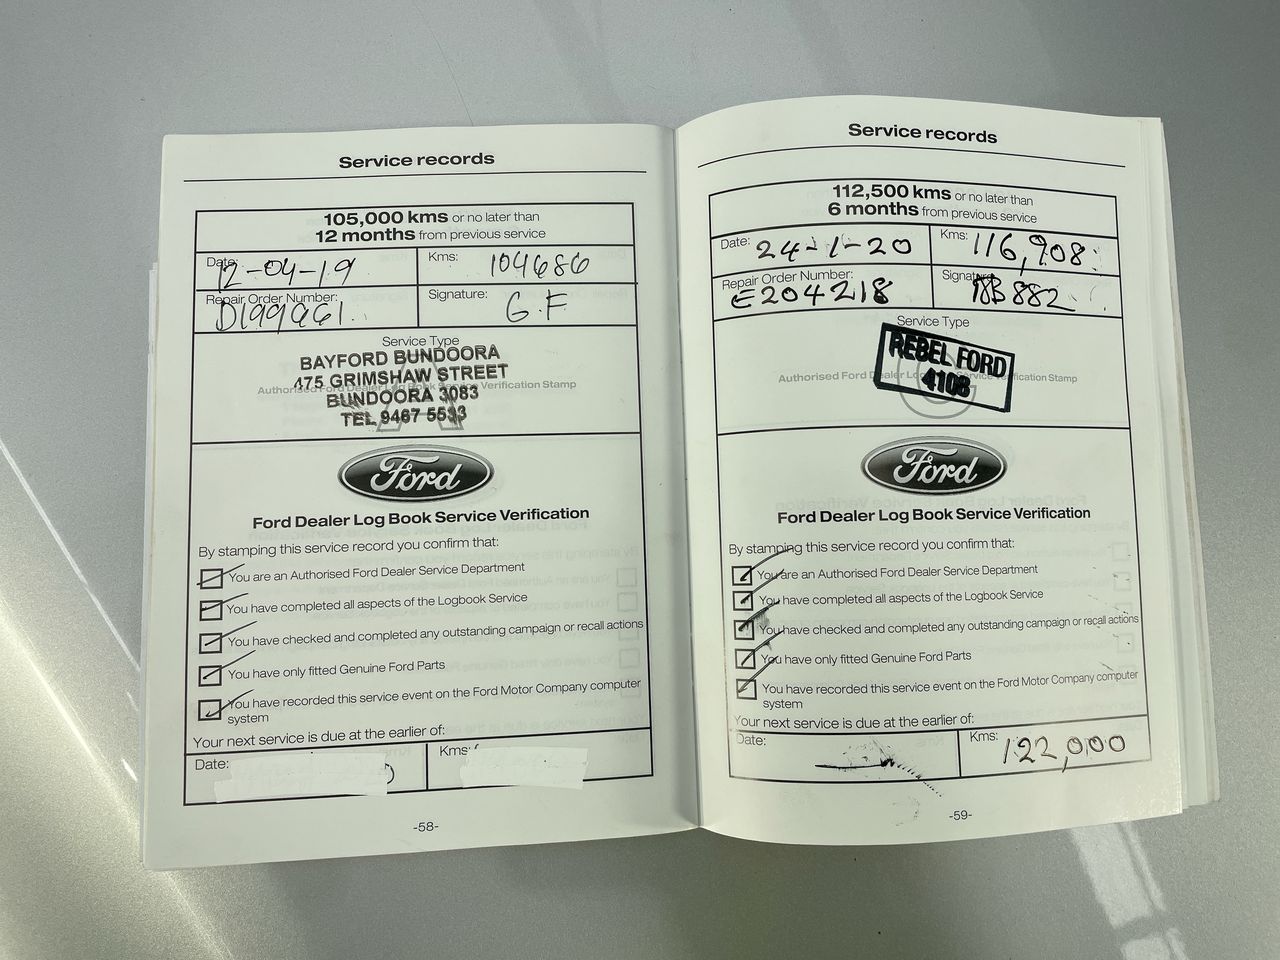 Service records
105,000 kms or no later than
12 months from previous service
Date: 12-04-19
Kms: 104686
Repair Order Number:
Signature: G.F
Service Type
BAYFORD BUNDOORA
475 GRIMSHAW STREET
Authorised Ford Dealer Log Book Service Verification Stamp
BUNDOORA 3083
TEL 9467 5533
Ford
Ford Dealer Log Book Service Verification
By stamping this service record you confirm that:
You are an Authorised Ford Dealer Service Department
You have completed all aspects of the Logbook Service
You have checked and completed any outstanding campaign or recall actions
You have only fitted Genuine Ford Parts
You have recorded this service event on the Ford Motor Company computer
system
Your next service is due at the earlier of:
Date:
Kms:
-58-
Service records
112,500 kms or no later than
6 months from previous service
Date: 24-1-20
Kms: 116,908
Repair Order Number:
E204218
Signature:
Service Type
REBEL FORD
4108
Authorised Ford Dealer Log Service Verification Stamp
Ford
Ford Dealer Log Book Service Verification
By stamping this service record you confirm that:
You are an Authorised Ford Dealer Service Department
You have completed all aspects of the Logbook Service
You have checked and completed any outstanding campaign or recall actions
You have only fitted Genuine Ford Parts
You have recorded this service event on the Ford Motor Company computer
system
Your next service is due at the earlier of:
Date:
Kms: 122,000
-59-